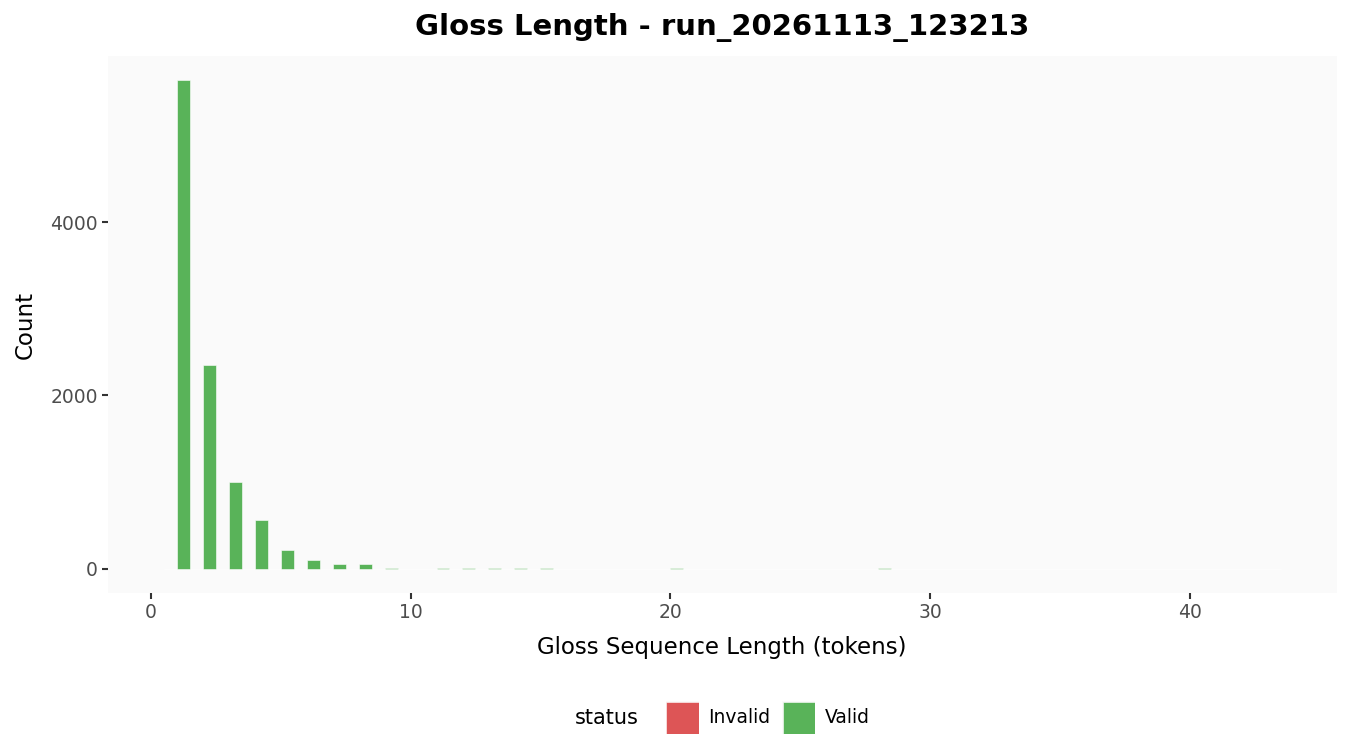 Gloss Length - run_20261113_123213
Count
4000
2000
0
0 10 20 30 40
Gloss Sequence Length (tokens)
status Invalid Valid